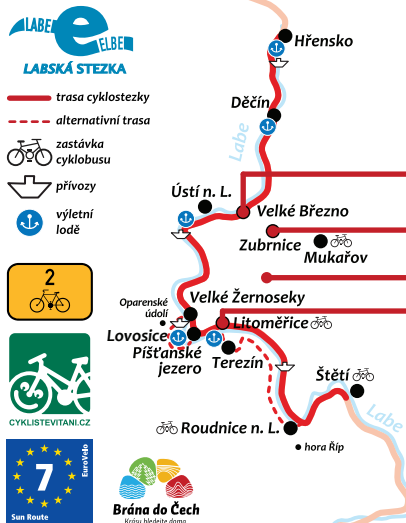 LABE
e
ELBE
LABSKÁ STEZKA
trasa cyklostezky
alternativní trasa
zastávka
cyklobusu
přívozy
výletní
lodě
2
CYKLISTEVITANI.CZ
7
EuroVelo
Sun Route
Hřensko
Děčín
Labe
Ústí n. L.
Velké Březno
Zubrnice
Mukařov
Oparenské
údolí
Velké Žernoseky
Litoměřice
Lovosice
Píšťanské
jezero
Terezín
Štětí
Labe
Roudnice n. L.
hora Říp
Brána do Čech
Krásu hledejte doma